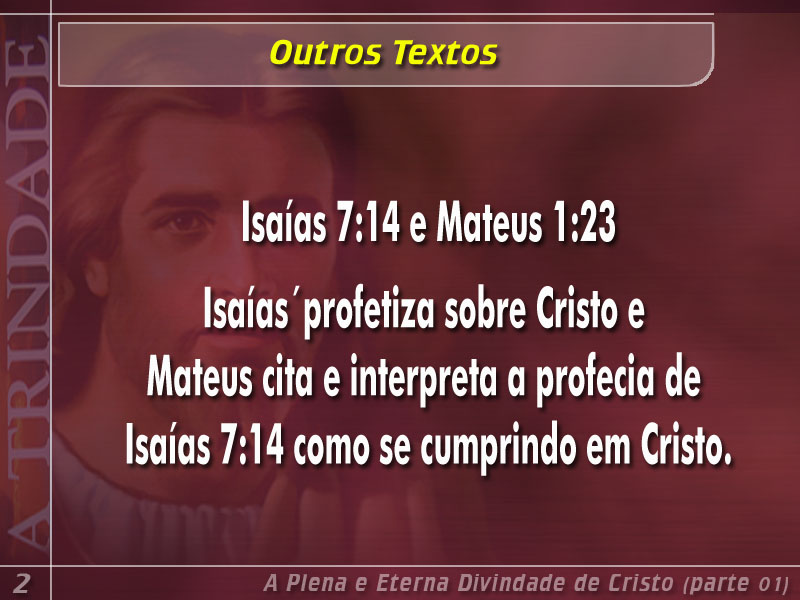 Outros Textos
A TRINDADE
Isaías 7:14 e Mateus 1:23
Isaías´profetiza sobre Cristo e
Mateus cita e interpreta a profecia de
Isaías 7:14 como se cumprindo em Cristo.
2
A Plena e Eterna Divindade de Cristo (parte 01)